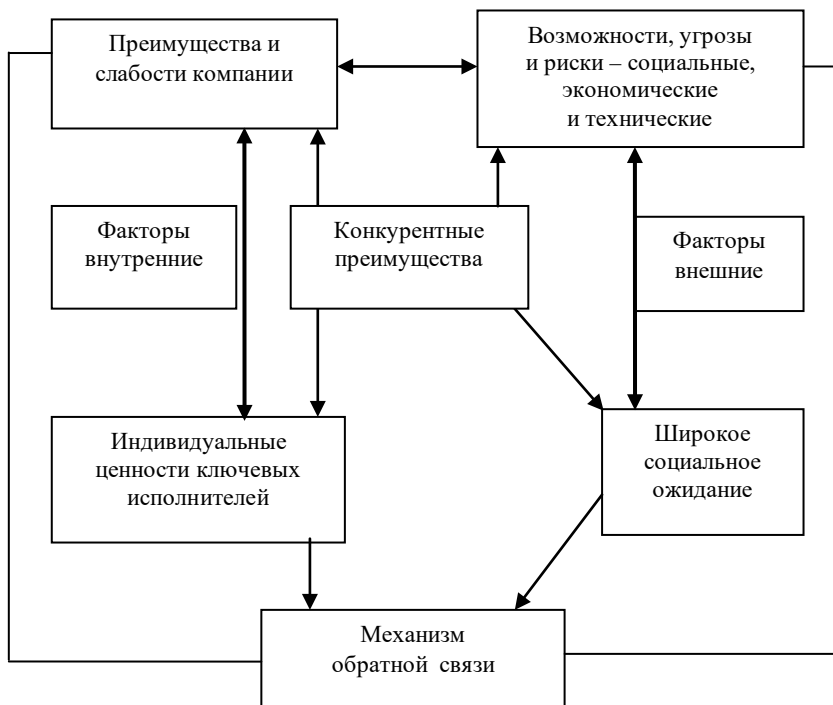 Преимущества и
слабости компании
Возможности, угрозы
и риски – социальные,
экономические
и технические
Факторы
внутренние
Конкурентные
преимущества
Факторы
внешние
Индивидуальные
ценности ключевых
исполнителей
Широкое
социальное
ожидание
Механизм
обратной связи